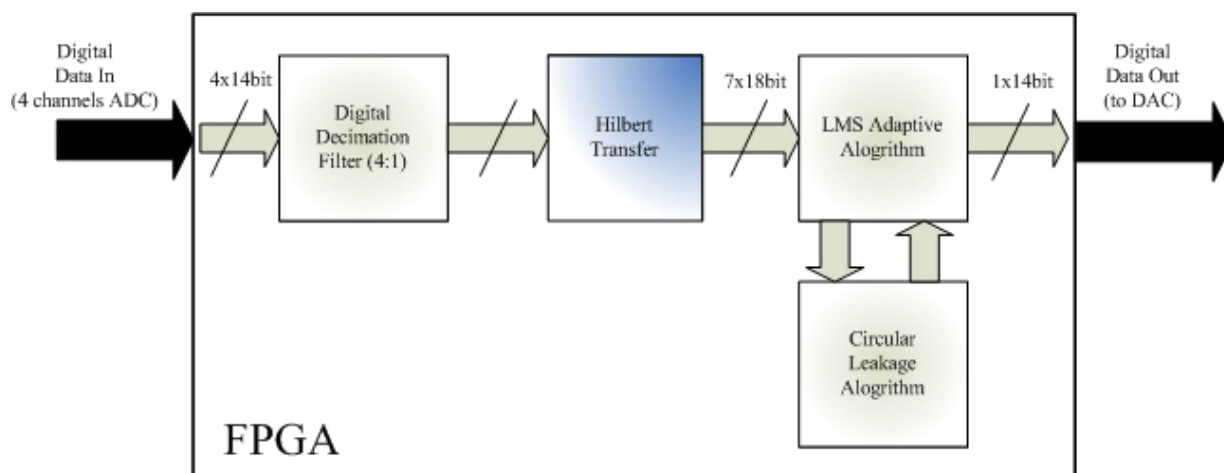 Digital
Data In
(4 channels ADC)
4x14bit
Digital
Decimation
Filter (4:1)
Hilbert
Transfer
7x18bit
LMS Adaptive
Alogrithm
1x14bit
Digital
Data Out
(to DAC)
Circular
Leakage
Alogrithm
FPGA